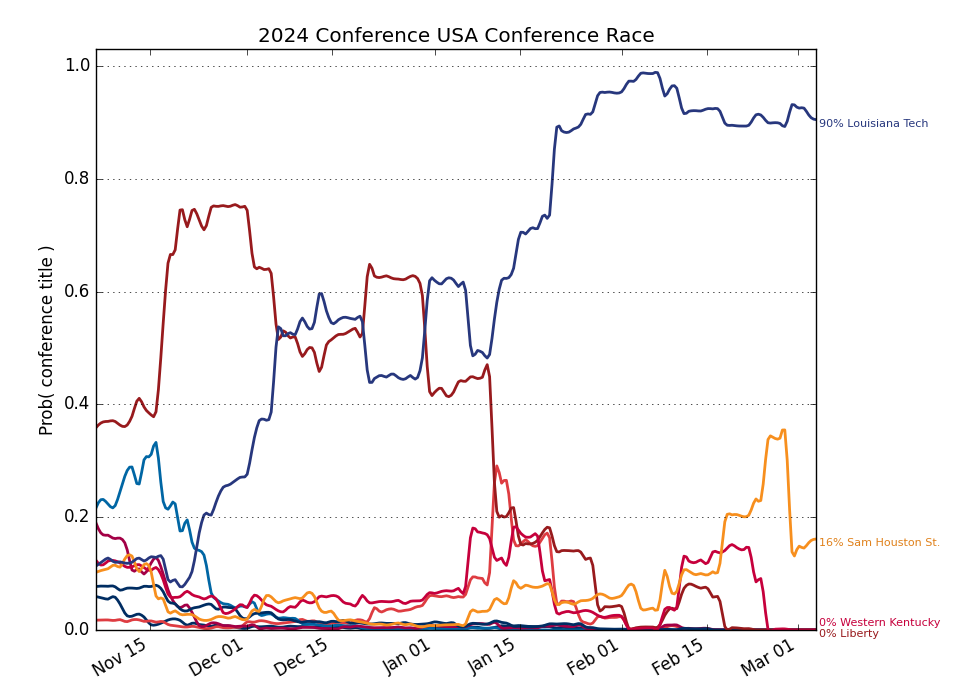 2024 Conference USA Conference Race
Prob( conference title )
1.0
0.8
0.6
0.4
0.2
0.0
90% Louisiana Tech
16% Sam Houston St.
0% Western Kentucky
0% Liberty
Nov 15
Dec 01
Dec 15
Jan 01
Jan 15
Feb 01
Feb 15
Mar 01